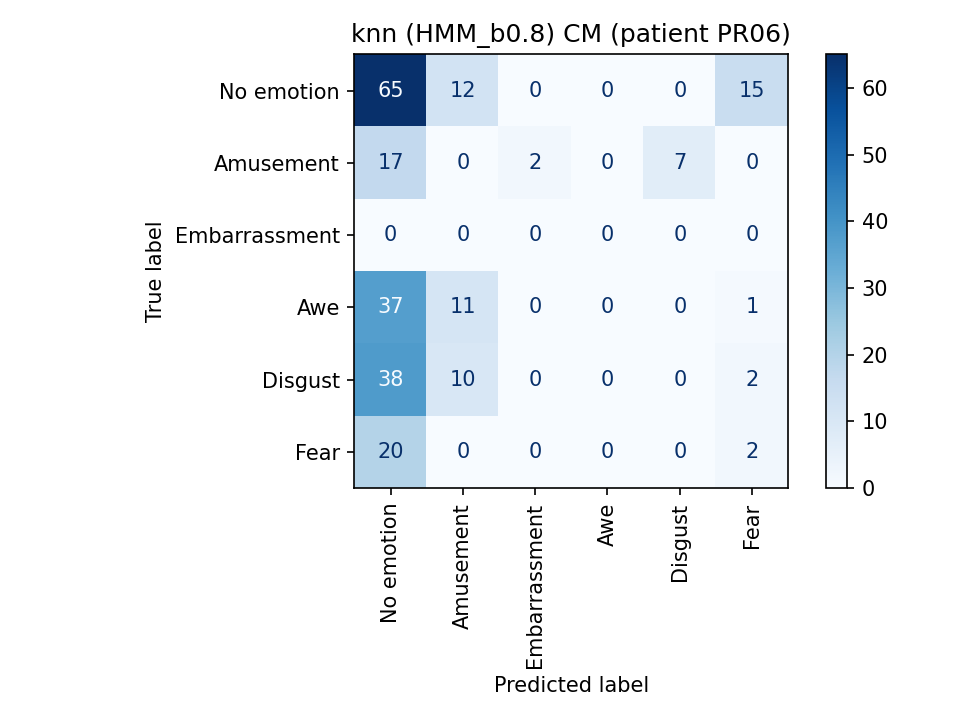 knn (HMM_b0.8) CM (patient PR06)
No emotion 65 12 0 0 0 15
Amusement 17 0 2 0 7 0
Embarrassment 0 0 0 0 0 0
Awe 37 11 0 0 0 1
Disgust 38 10 0 0 0 2
Fear 20 0 0 0 0 2
True label
No emotion Amusement Embarrassment Awe Disgust Fear
Predicted label
60
50
40
30
20
10
0